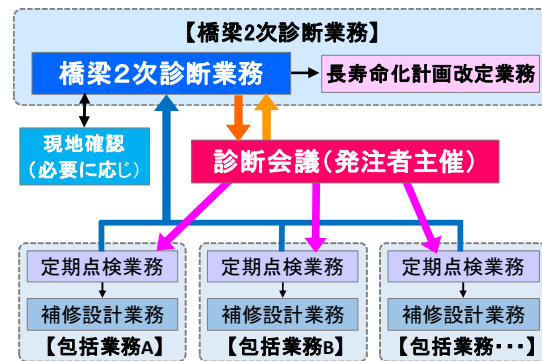 【橋梁2次診断業務】
橋梁２次診断業務
長寿命化計画改定業務
現地確認
(必要に応じ)
診断会議(発注者主催)
定期点検業務
補修設計業務
【包括業務A】
定期点検業務
補修設計業務
【包括業務B】
定期点検業務
補修設計業務
【包括業務･･･】